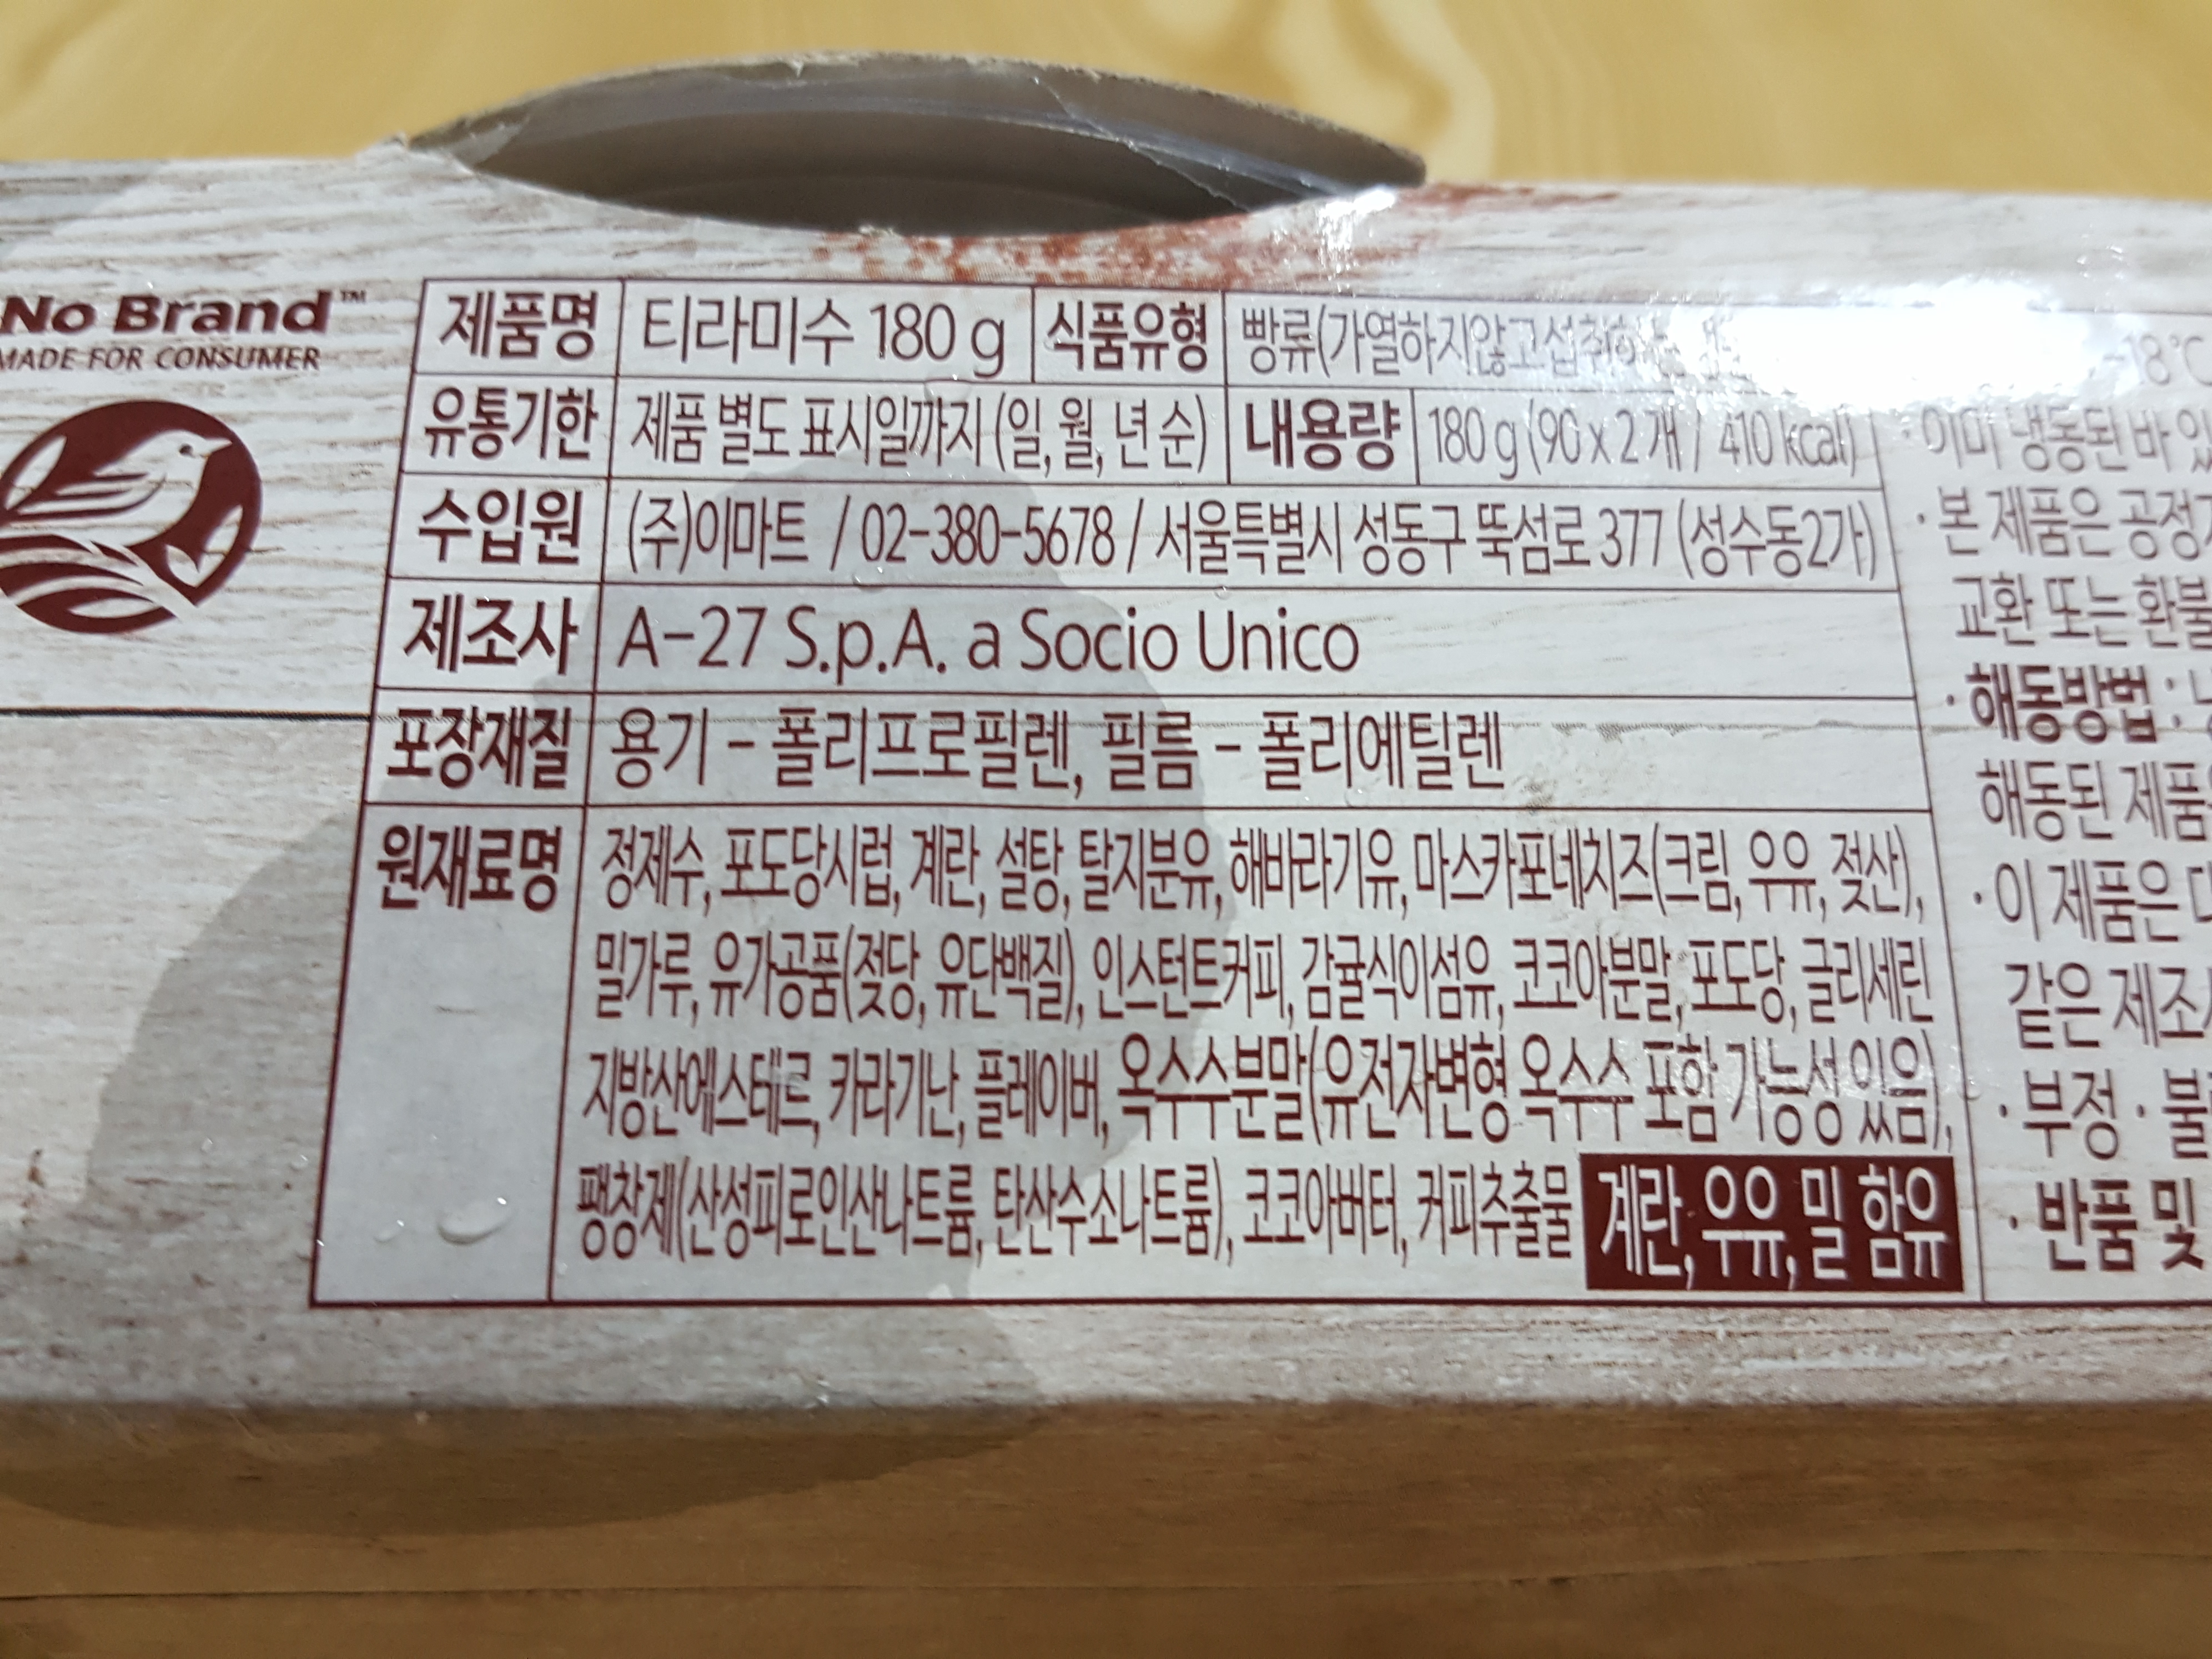 No Brand™
MADE FOR CONSUMER
제품명 티라미수 180 g 식품유형 빵류(가열하지않고섭취하는
유통기한 제품 별도 표시일까지 (일, 월, 년 순) 내용량 180 g (90 x 2 개 / 410 kcal)
수입원 (주)이마트 / 02-380-5678 / 서울특별시 성동구 뚝섬로 377 (성수동2가)
제조사 A-27 S.p.A. a Socio Unico
포장재질 용기 - 폴리프로필렌, 필름 - 폴리에틸렌
원재료명 정제수, 포도당시럽, 계란, 설탕, 탈지분유, 해바라기유, 마스카포네치즈(크림, 우유, 젖산),
밀가루, 유가공품(젖당, 유단백질), 인스턴트커피, 감귤식이섬유, 코코아분말, 포도당, 글리세린
지방산에스테르, 카라기난, 플레이버, 옥수수분말(유전자변형 옥수수 포함 가능성 있음),
팽창제(산성피로인산나트륨, 탄산수소나트륨), 코코아버터, 커피추출물 계란, 우유, 밀 함유
-18℃
· 이미 냉동된 바
· 본 제품은 공정
교환 또는 환불
· 해동방법 :
해동된 제품
· 이 제품은
같은 제조
· 부정 · 불
· 반품 및